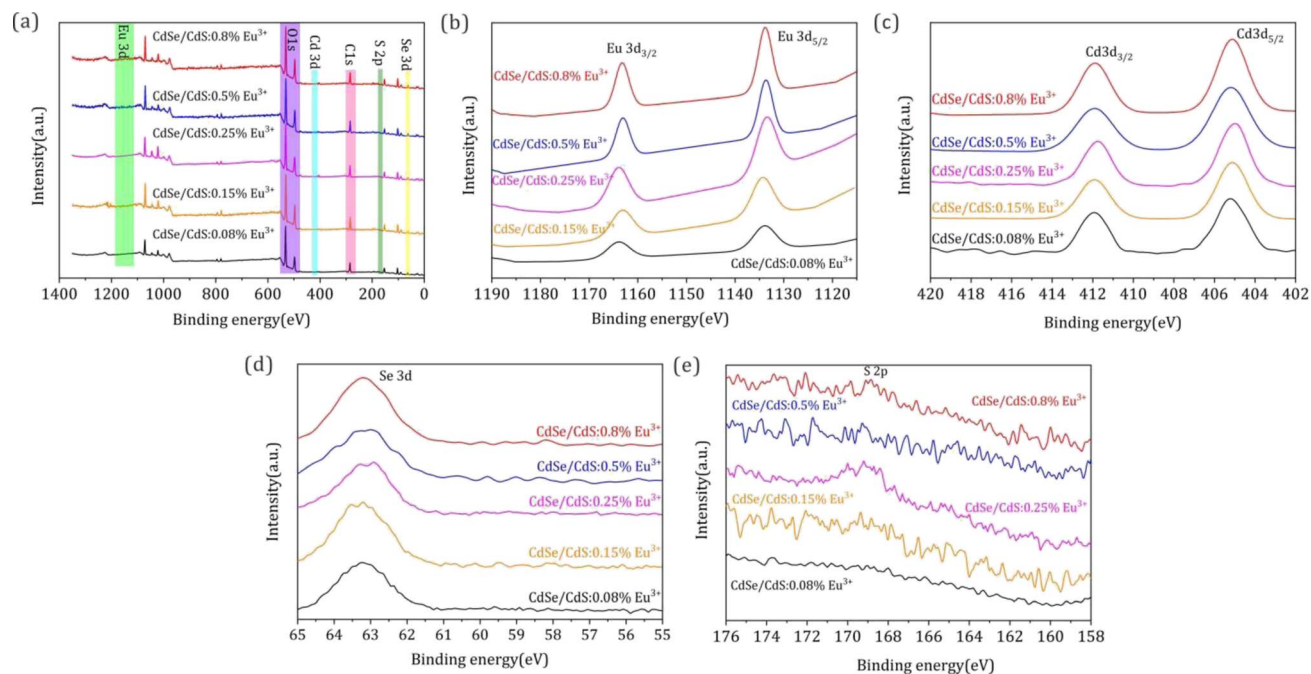 (a)
CdSe/CdS:0.8% Eu³⁺
CdSe/CdS:0.5% Eu³⁺
CdSe/CdS:0.25% Eu³⁺
CdSe/CdS:0.15% Eu³⁺
CdSe/CdS:0.08% Eu³⁺
Eu 3d
O1s
Cd 3d
C1s
S 2p
Se 3d
Intensity(a.u.)
1400 1200 1000 800 600 400 200 0
Binding energy(eV)
(b)
Eu 3d3/2
Eu 3d5/2
CdSe/CdS:0.8% Eu³⁺
CdSe/CdS:0.5% Eu³⁺
CdSe/CdS:0.25% Eu³⁺
CdSe/CdS:0.15% Eu³⁺
CdSe/CdS:0.08% Eu³⁺
Intensity(a.u.)
1190 1180 1170 1160 1150 1140 1130 1120
Binding energy(eV)
(c)
Cd3d3/2
Cd3d5/2
CdSe/CdS:0.8% Eu³⁺
CdSe/CdS:0.5% Eu³⁺
CdSe/CdS:0.25% Eu³⁺
CdSe/CdS:0.15% Eu³⁺
CdSe/CdS:0.08% Eu³⁺
Intensity(a.u.)
420 418 416 414 412 410 408 406 404 402
Binding energy(eV)
(d)
Se 3d
CdSe/CdS:0.8% Eu³⁺
CdSe/CdS:0.5% Eu³⁺
CdSe/CdS:0.25% Eu³⁺
CdSe/CdS:0.15% Eu³⁺
CdSe/CdS:0.08% Eu³⁺
Intensity(a.u.)
65 64 63 62 61 60 59 58 57 56 55
Binding energy(eV)
(e)
S 2p
CdSe/CdS:0.8% Eu³⁺
CdSe/CdS:0.5% Eu³⁺
CdSe/CdS:0.25% Eu³⁺
CdSe/CdS:0.15% Eu³⁺
CdSe/CdS:0.08% Eu³⁺
Intensity(a.u.)
176 174 172 170 168 166 164 162 160 158
Binding energy(eV)